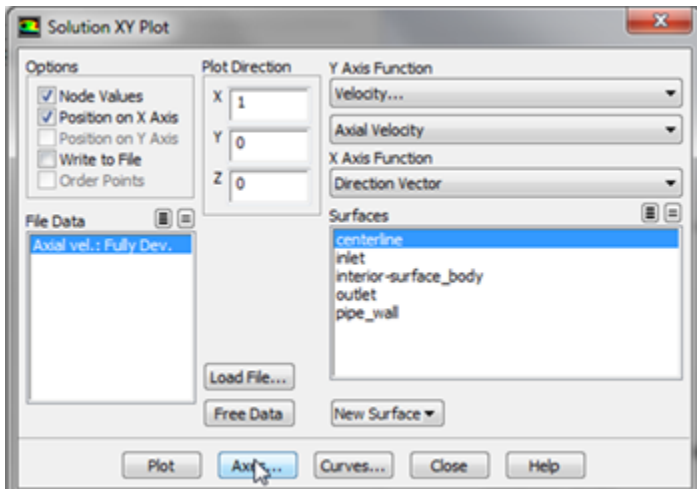 Solution XY Plot
Options
Node Values
Position on X Axis
Position on Y Axis
Write to File
Order Points
Plot Direction
X 1
Y 0
Z 0
Y Axis Function
Velocity...
Axial Velocity
X Axis Function
Direction Vector
File Data
Axial vel.: Fully Dev.
Surfaces
centerline
inlet
interior-surface_body
outlet
pipe_wall
Load File...
Free Data
New Surface
Plot
Curves...
Close
Help